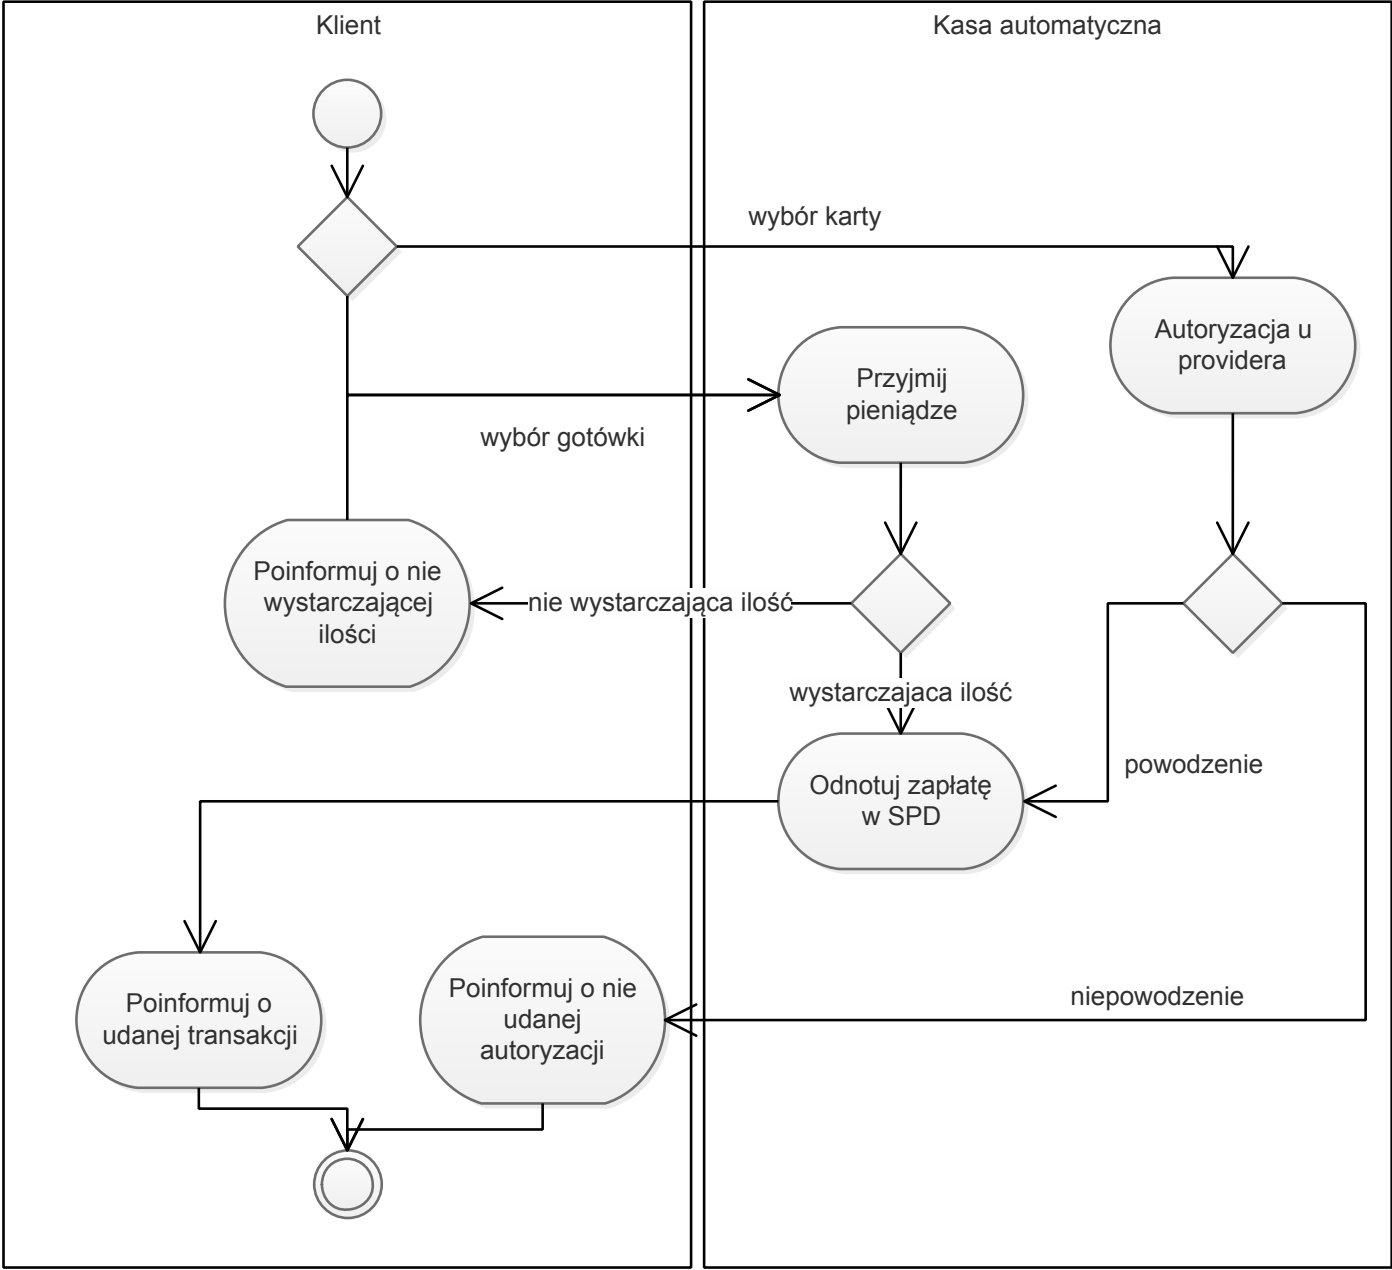 Klient
Kasa automatyczna
wybór karty
Autoryzacja u
providera
Przyjmij
pieniądze
wybór gotówki
Poinformuj o nie
wystarczającej
ilości
nie wystarczająca ilość
wystarczajaca ilość
powodzenie
Odnotuj zapłatę
w SPD
Poinformuj o
udanej transakcji
Poinformuj o nie
udanej
autoryzacji
niepowodzenie